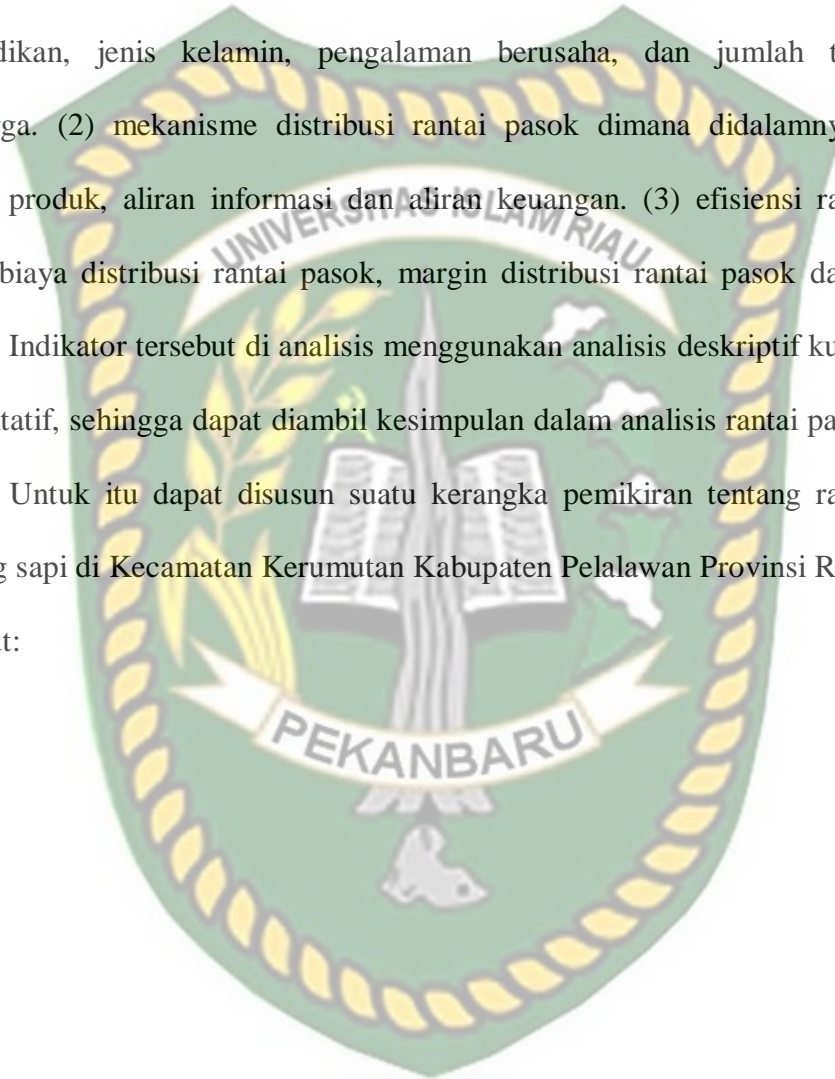 dikan, jenis kelamin, pengalaman berusaha, dan jumlah t
rga. (2) mekanisme distribusi rantai pasok dimana didalamny
produk, aliran informasi dan aliran keuangan. (3) efisiensi ra
UNIVERSITAS ISLAM RIAU
biaya distribusi rantai pasok, margin distribusi rantai pasok da
Indikator tersebut di analisis menggunakan analisis deskriptif ku
tatif, sehingga dapat diambil kesimpulan dalam analisis rantai pa
Untuk itu dapat disusun suatu kerangka pemikiran tentang ra
g sapi di Kecamatan Kerumutan Kabupaten Pelalawan Provinsi R
ut:
PEKANBARU